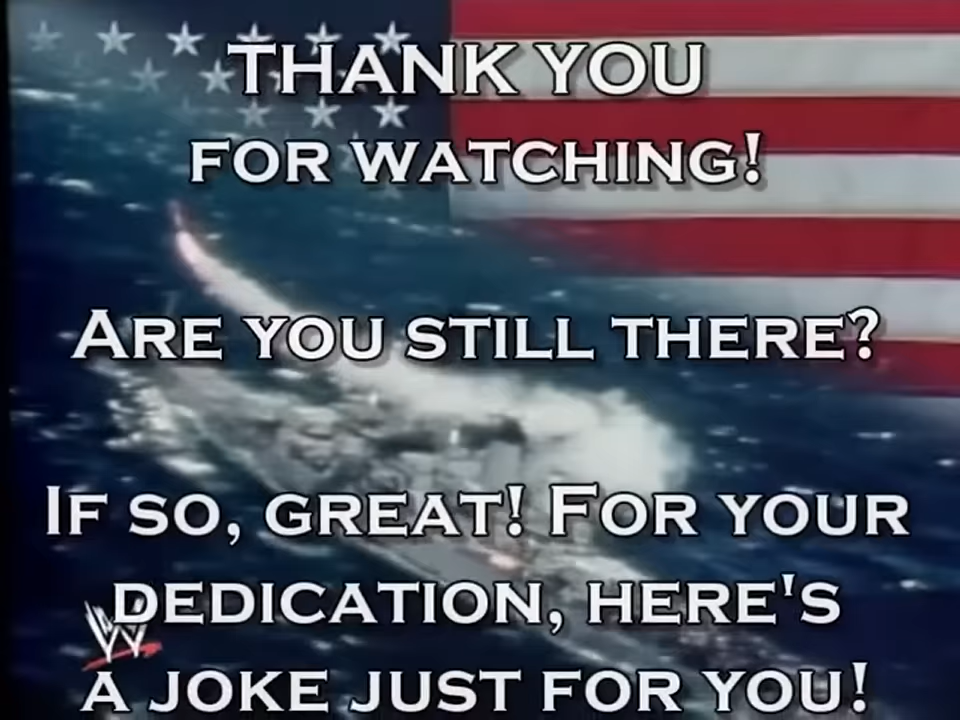 THANK YOU
FOR WATCHING!
ARE YOU STILL THERE?
IF SO, GREAT! FOR YOUR
DEDICATION, HERE'S
W
A JOKE JUST FOR YOU!